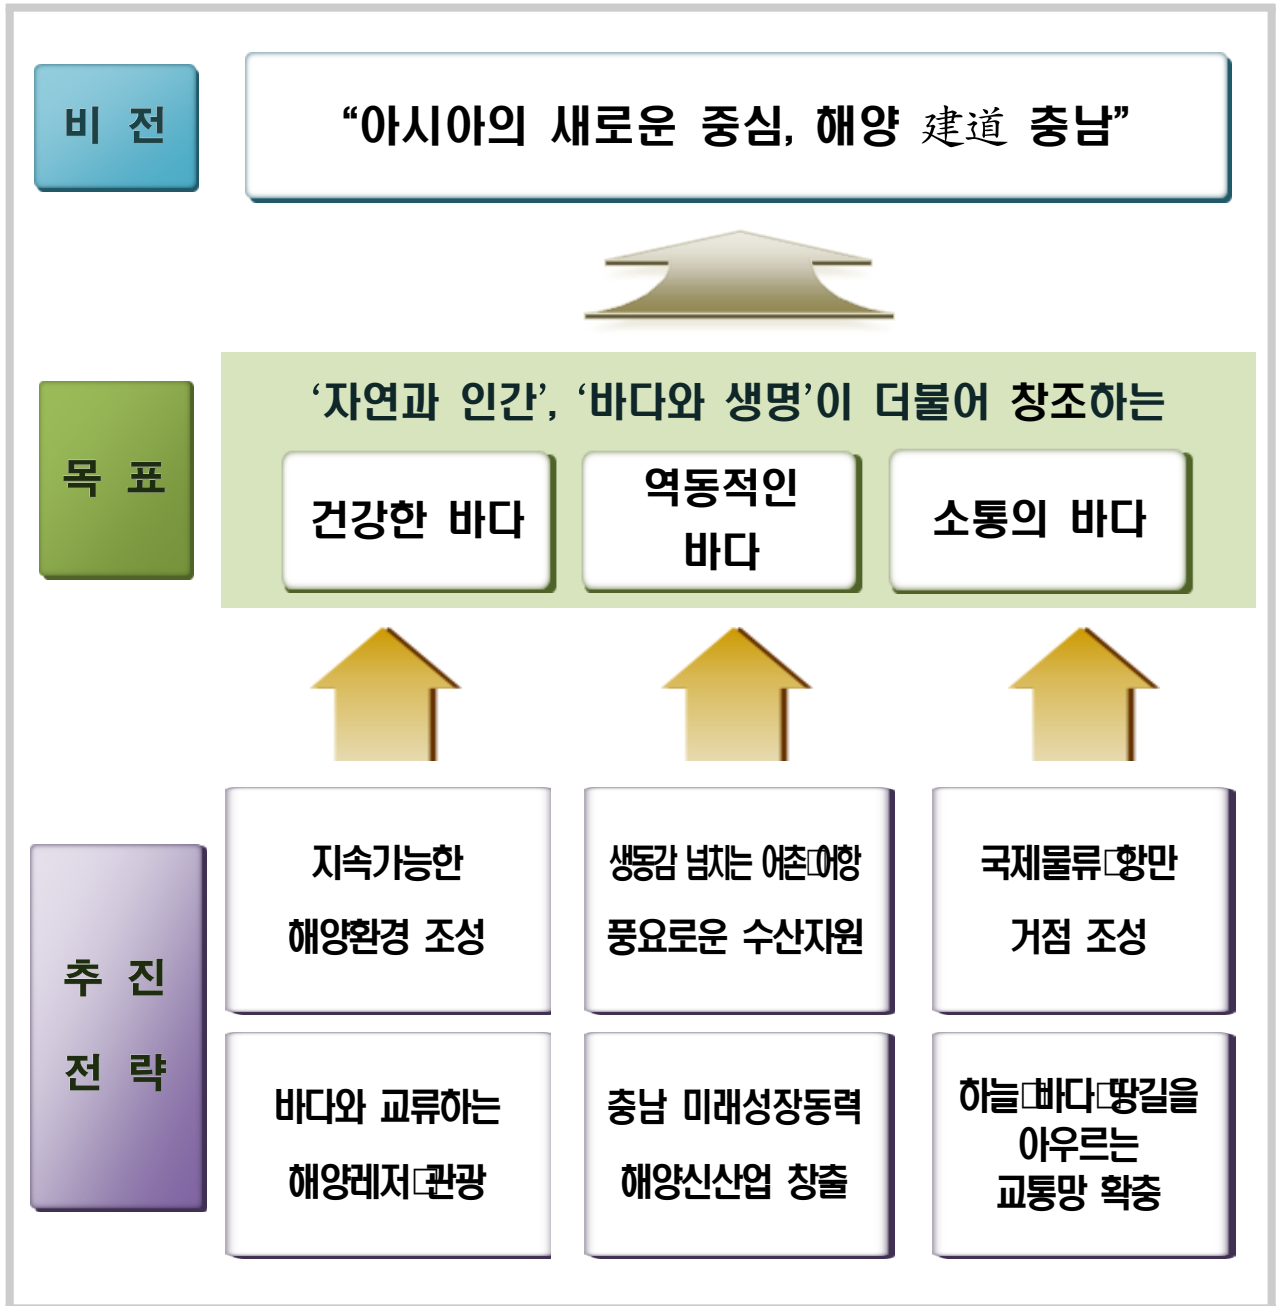 비 전
“아시아의 새로운 중심, 해양 建道 충남”
목 표
‘자연과 인간’, ‘바다와 생명’이 더불어 창조하는
건강한 바다
역동적인
바다
소통의 바다
추 진
전 략
지속가능한
해양환경 조성
생동감 넘치는 어촌□어항
풍요로운 수산자원
국제물류□항만
거점 조성
바다와 교류하는
해양레저□관광
충남 미래성장동력
해양신산업 창출
하늘□바다□땅길을
아우르는
교통망 확충